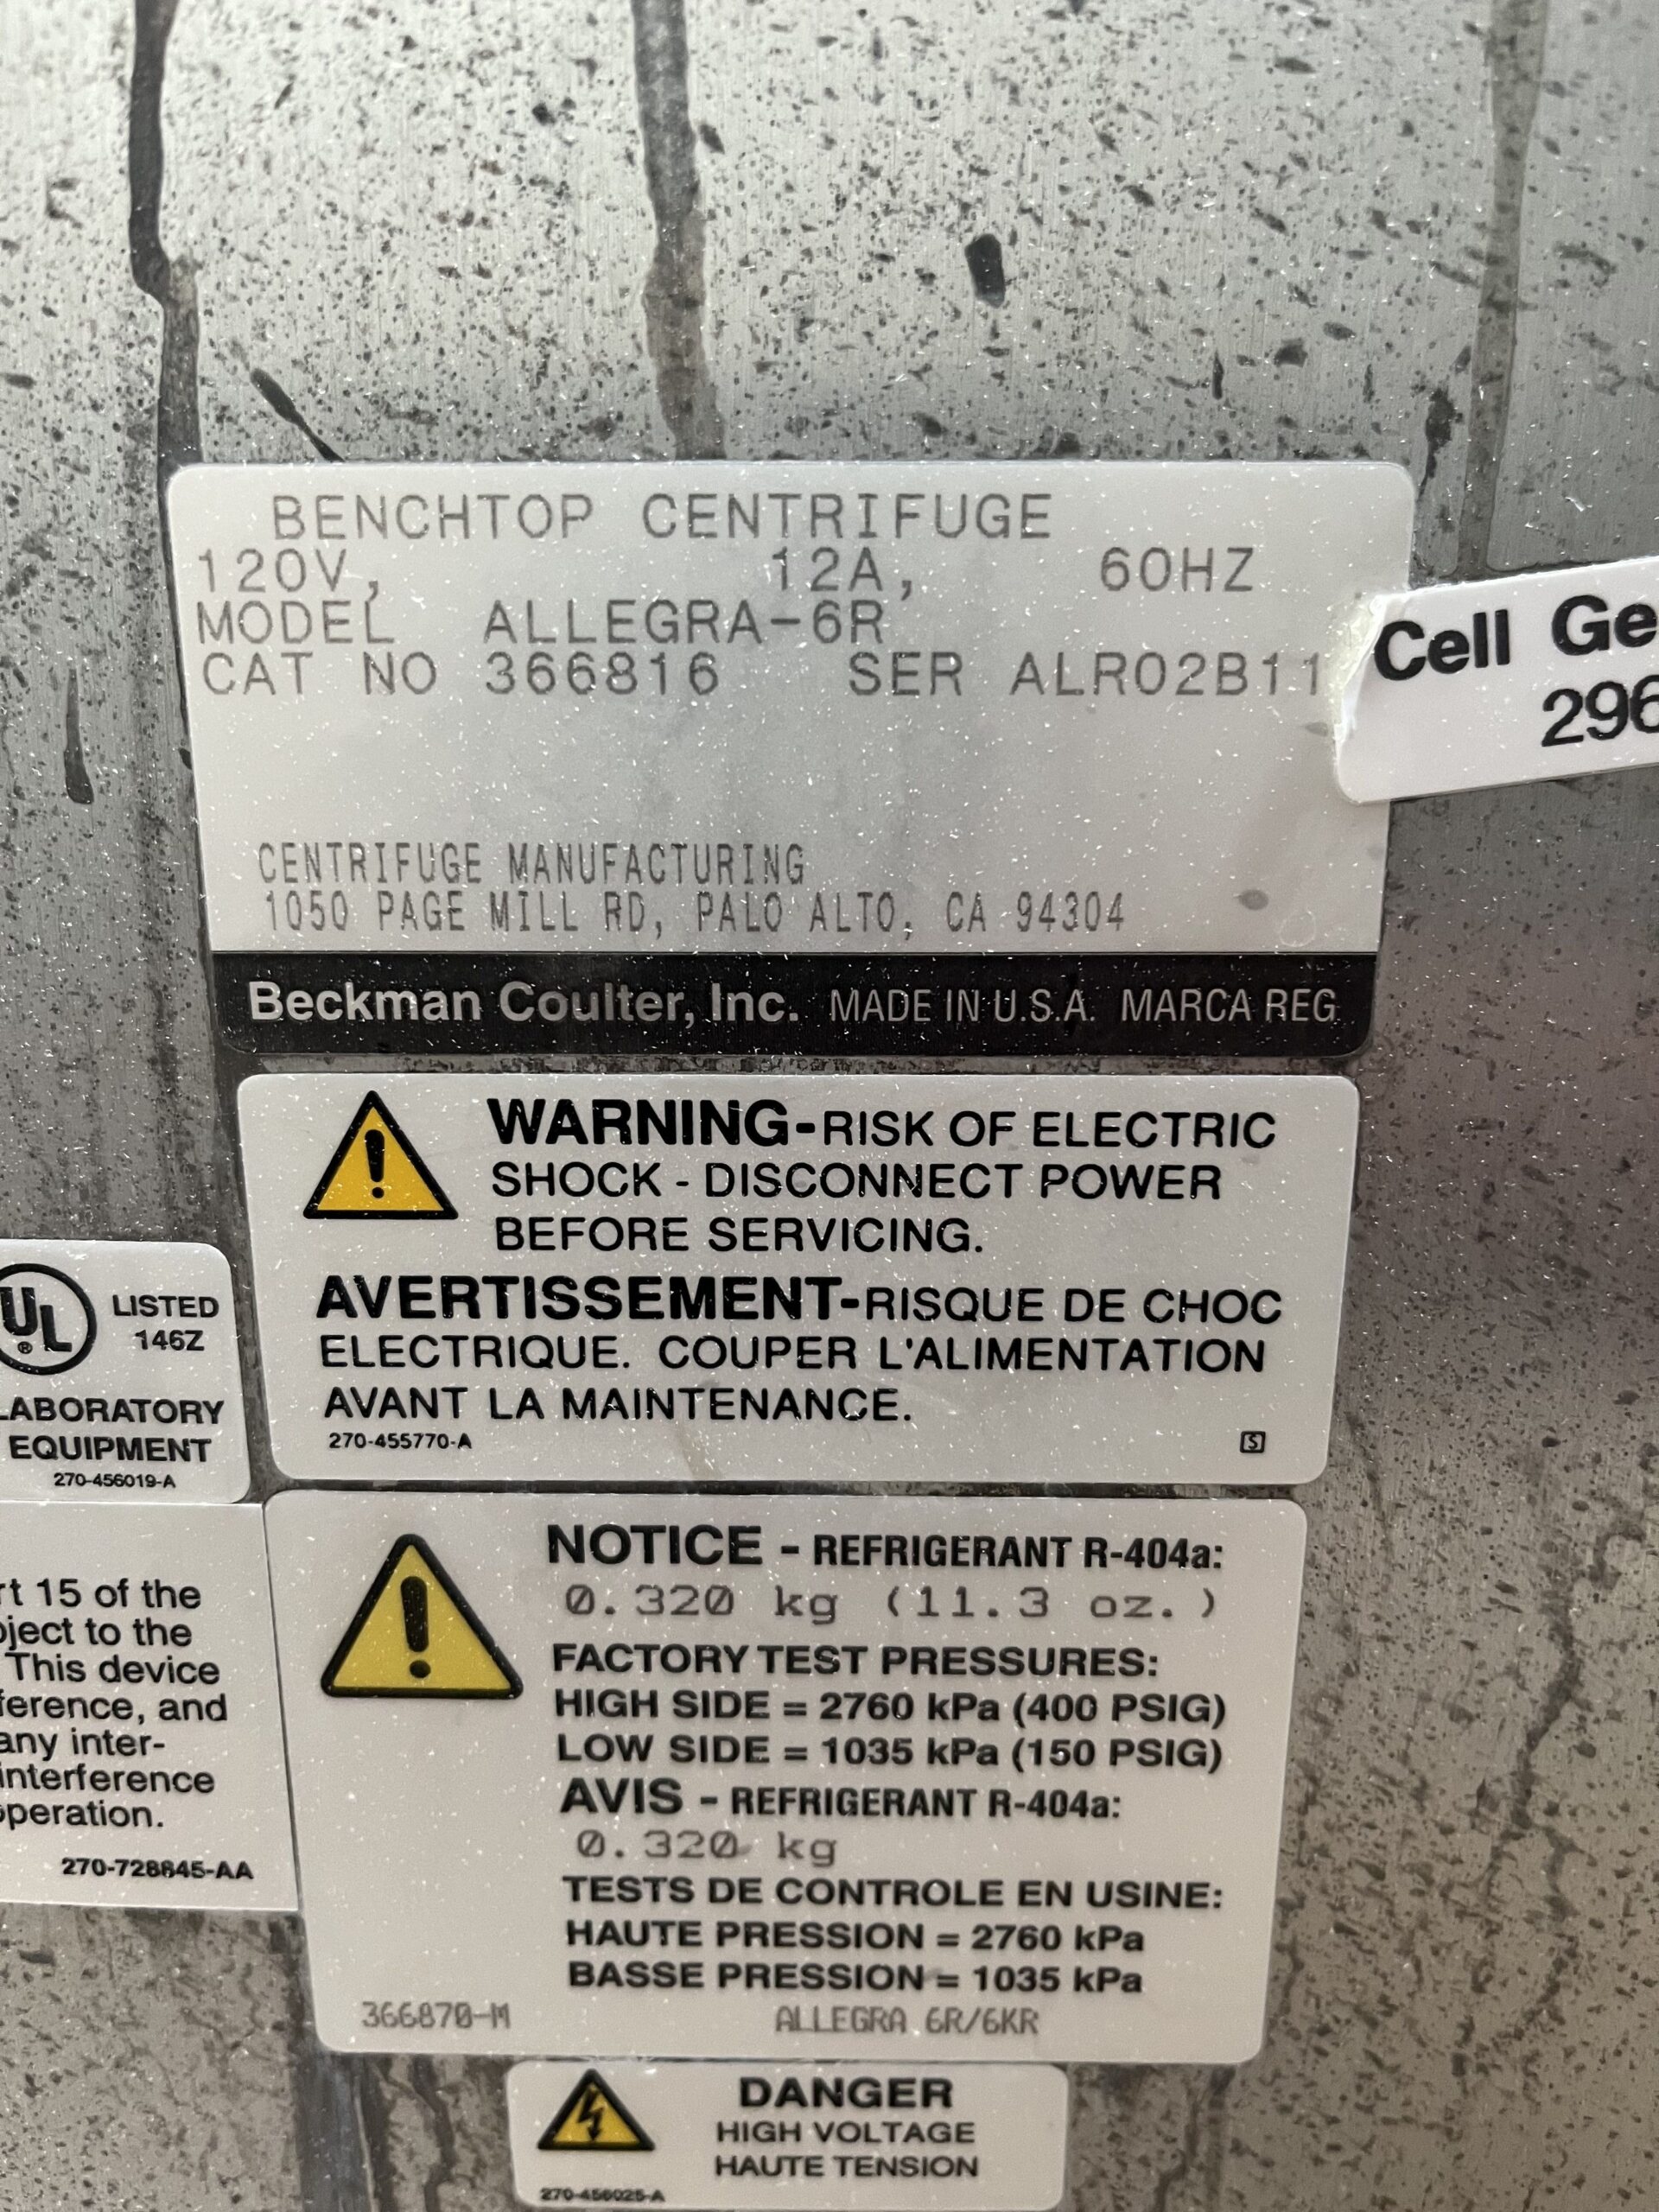 BENCHTOP CENTRIFUGE
120V, 12A, 60HZ
MODEL ALLEGRA-6R
CAT NO 366816 SER ALR02B11
CENTRIFUGE MANUFACTURING
1050 PAGE MILL RD, PALO ALTO, CA 94304
Beckman Coulter, Inc. MADE IN U.S.A. MARCA REG
Cell Ge
296
WARNING-RISK OF ELECTRIC
SHOCK - DISCONNECT POWER
BEFORE SERVICING.
AVERTISSEMENT-RISQUE DE CHOC
ELECTRIQUE. COUPER L'ALIMENTATION
AVANT LA MAINTENANCE.
270-455770-A S
UL ® LISTED
146Z
LABORATORY
EQUIPMENT
270-456019-A
rt 15 of the
oject to the
This device
ference, and
any inter-
interference
operation.
270-728845-AA
NOTICE - REFRIGERANT R-404a:
0.320 kg (11.3 oz.)
FACTORY TEST PRESSURES:
HIGH SIDE = 2760 kPa (400 PSIG)
LOW SIDE = 1035 kPa (150 PSIG)
AVIS - REFRIGERANT R-404a:
0.320 kg
TESTS DE CONTROLE EN USINE:
HAUTE PRESSION = 2760 kPa
BASSE PRESSION = 1035 kPa
366870-M ALLEGRA 6R/6KR
DANGER
HIGH VOLTAGE
HAUTE TENSION
270-456025-A